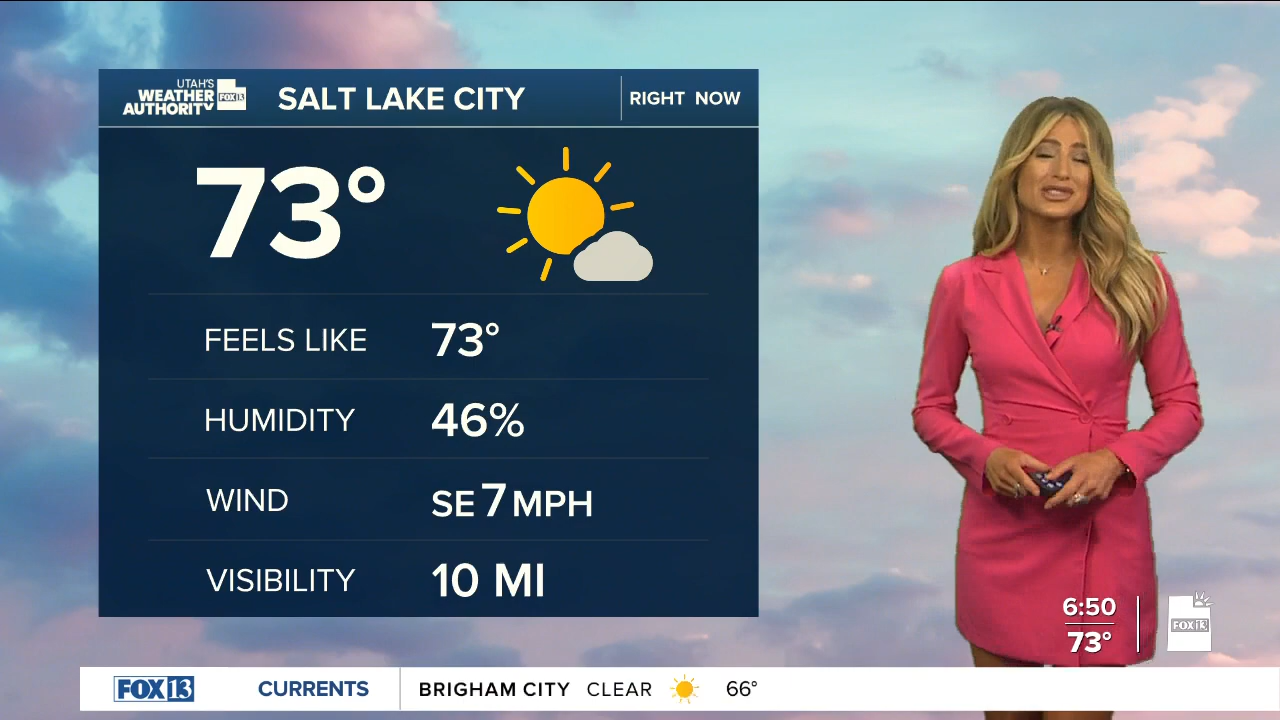 UTAH'S
WEATHER
AUTHORITY
FOX 13
SALT LAKE CITY
RIGHT NOW
73°
FEELS LIKE 73°
HUMIDITY 46%
WIND SE 7 MPH
VISIBILITY 10 MI
6:50
73°
FOX 13
FOX 13 CURRENTS BRIGHAM CITY CLEAR 66°